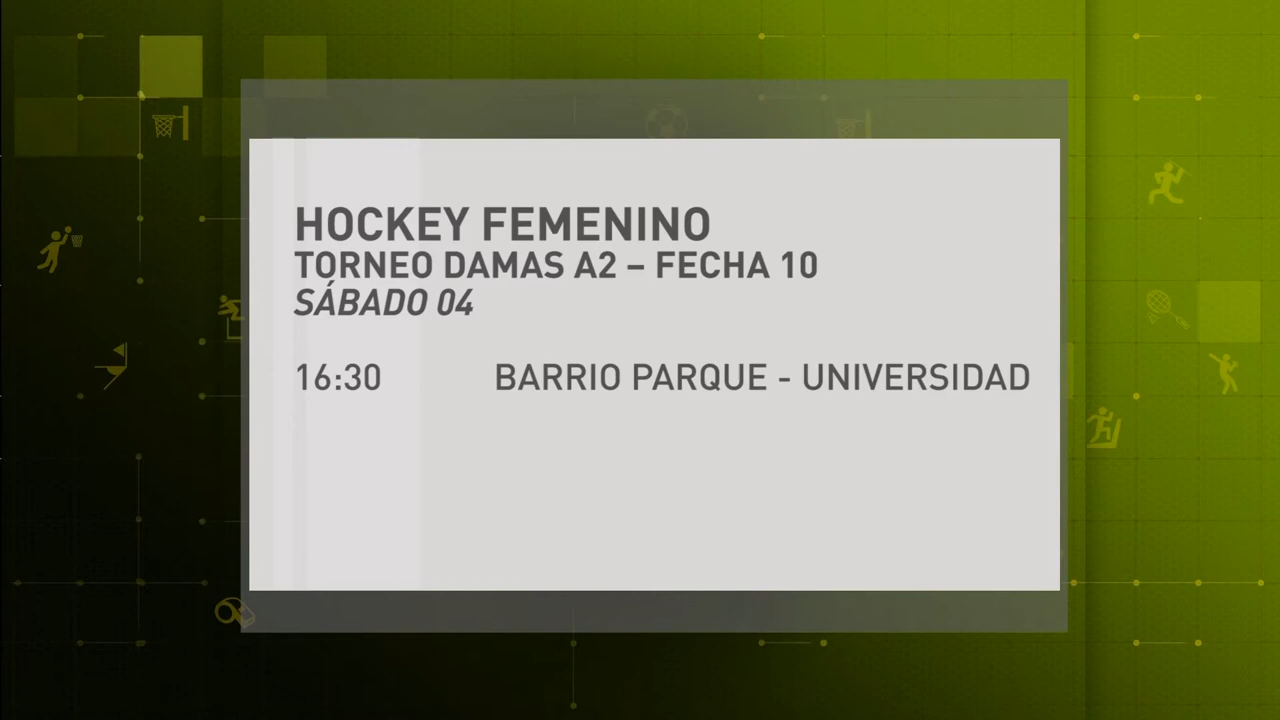 HOCKEY FEMENINO
TORNEO DAMAS A2 – FECHA 10
SÁBADO 04
16:30 BARRIO PARQUE - UNIVERSIDAD